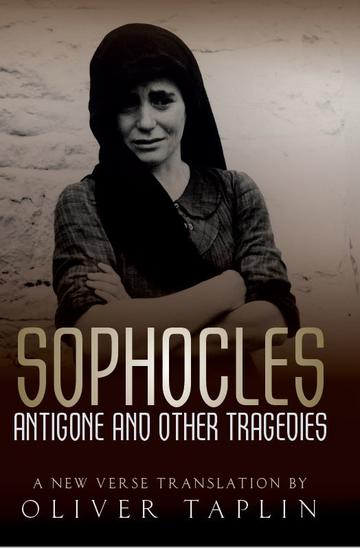 SOPHOCLES
ANTIGONE AND OTHER TRAGEDIES
A NEW VERSE TRANSLATION BY
OLIVER TAPLIN